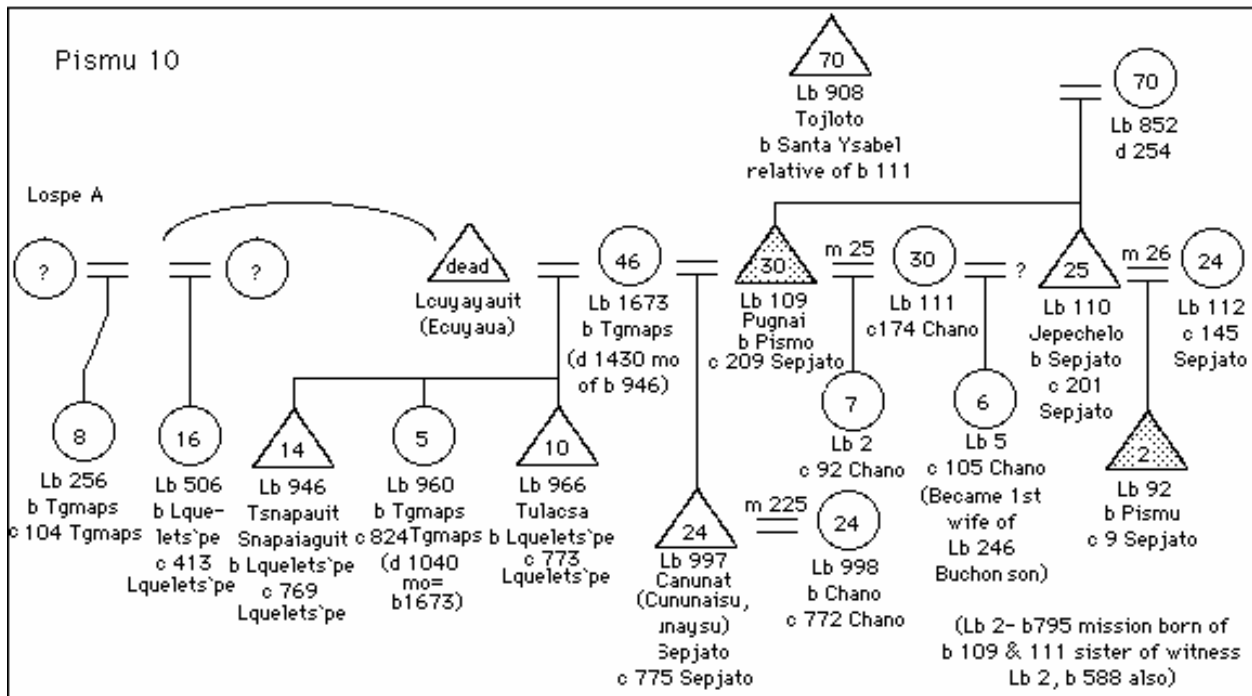 Pismu 10
70
Lb 908
Tojloto
b Santa Ysabel
relative of b 111
70
Lb 852
d 254
Lospe A
?
?
dead
Lcuyayauit
(Ecuyaua)
46
Lb 1673
b Tgmaps
(d 1430 mo
of b 946)
30
Lb 109
Pugnai
b Pismo
c 209 Sepjato
m 25
30
Lb 111
c174 Chano
?
25
Lb 110
Jepechelo
b Sepjato
c 201
Sepjato
m 26
24
Lb 112
c 145
Sepjato
8
Lb 256
b Tgmaps
c 104 Tgmaps
16
Lb 506
b Lque-
lets`pe
c 413
Lquelets`pe
14
Lb 946
Tsnapauit
Snapaiaguit
b Lquelets`pe
c 769
Lquelets`pe
5
Lb 960
b Tgmaps
c 824Tgmaps
(d 1040
mo=
b1673)
10
Lb 966
Tulacsa
b Lquelets`pe
c 773
Lquelets`pe
24
Lb 997
Canunat
(Cununaisu,
Sepjato
c 775 Sepjato
m 225
24
Lb 998
b Chano
c 772 Chano
7
Lb 2
c 92 Chano
6
Lb 5
c 105 Chano
(Became 1st
wife of
Lb 246
Buchon son)
2
Lb 92
b Pismu
c 9 Sepjato
(Lb 2- b795 mission born of
b 109 & 111 sister of witness
Lb 2, b 588 also)